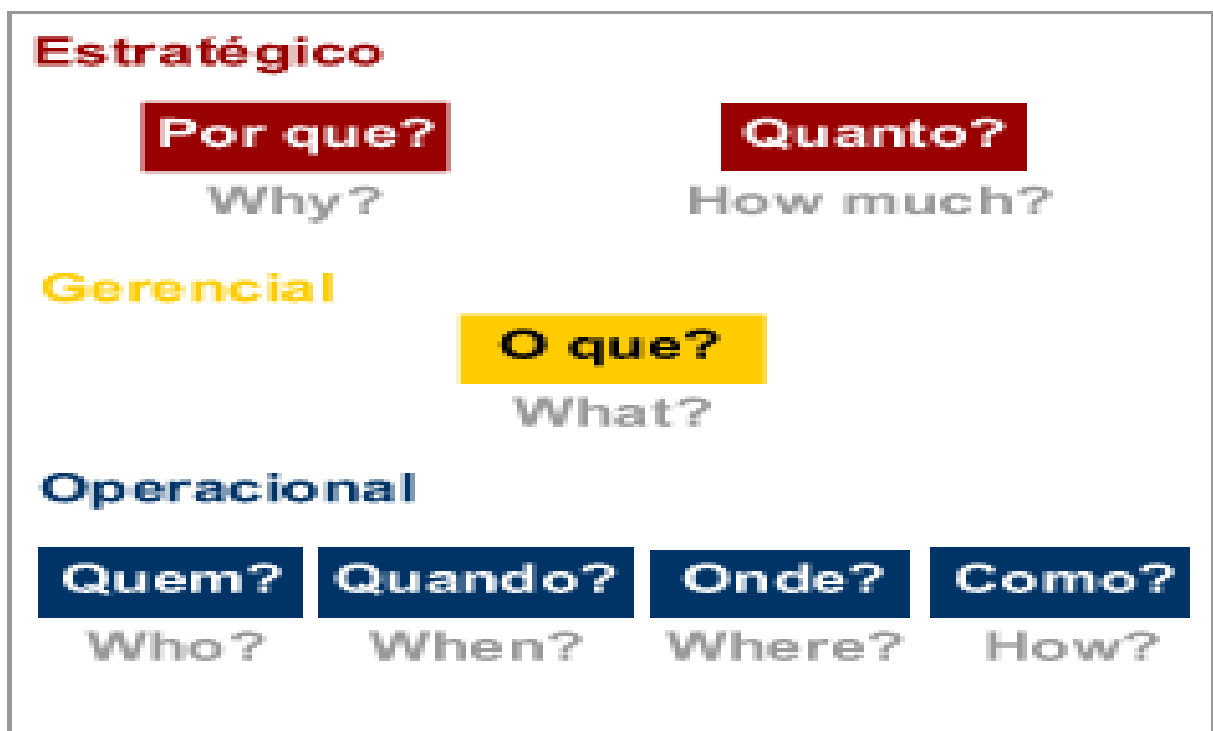 Estratégico
Por que? Quanto?
Why? How much?
Gerencial
O que?
What?
Operacional
Quem? Quando? Onde? Como?
Who? When? Where? How?